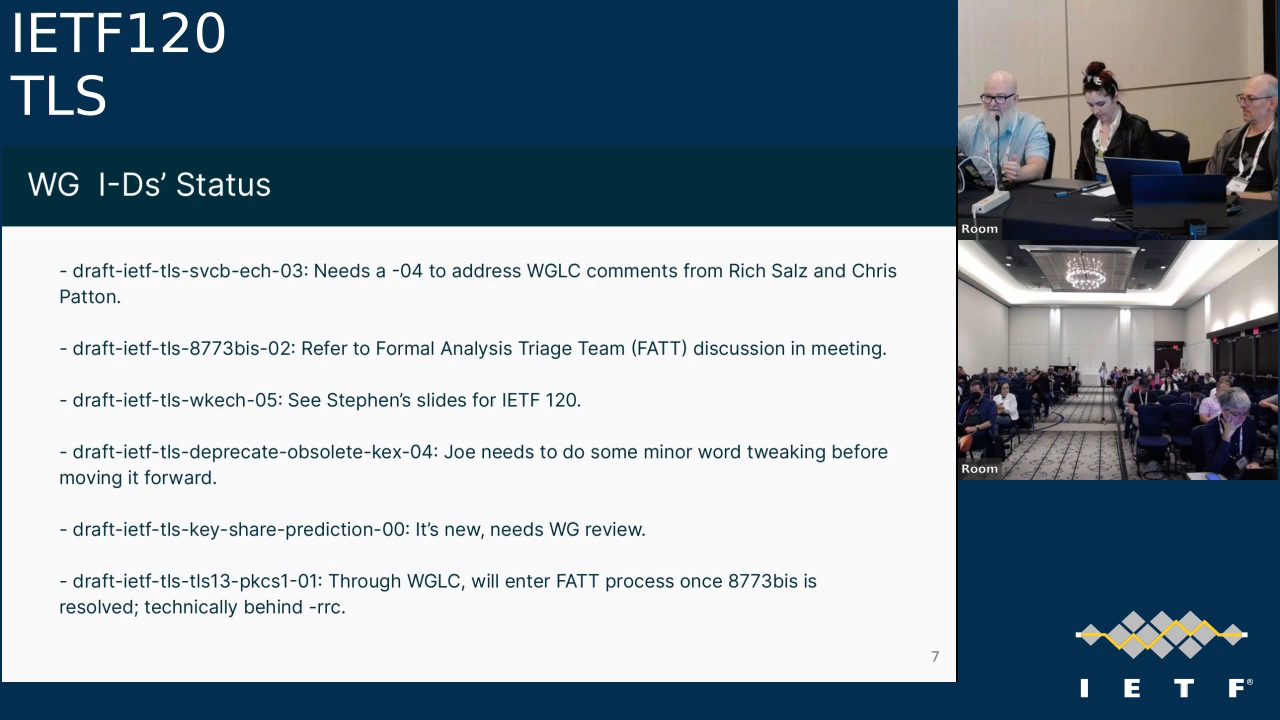 IETF120
TLS
WG I-Ds’ Status
- draft-ietf-tls-svcb-ech-03: Needs a -04 to address WGLC comments from Rich Salz and Chris
Patton.
- draft-ietf-tls-8773bis-02: Refer to Formal Analysis Triage Team (FATT) discussion in meeting.
- draft-ietf-tls-wkech-05: See Stephen’s slides for IETF 120.
- draft-ietf-tls-deprecate-obsolete-kex-04: Joe needs to do some minor word tweaking before
moving it forward.
- draft-ietf-tls-key-share-prediction-00: It’s new, needs WG review.
- draft-ietf-tls-tls13-pkcs1-01: Through WGLC, will enter FATT process once 8773bis is
resolved; technically behind -rrc.
7
Room
Room
I E T F®